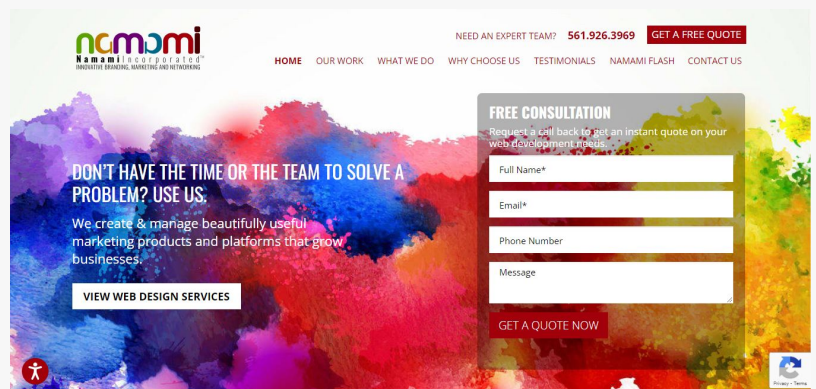 namami
Namami Incorporated™
INNOVATIVE BRANDING, MARKETING AND NETWORKING
NEED AN EXPERT TEAM? 561.926.3969 GET A FREE QUOTE
HOME OUR WORK WHAT WE DO WHY CHOOSE US TESTIMONIALS NAMAMI FLASH CONTACT US
DON'T HAVE THE TIME OR THE TEAM TO SOLVE A
PROBLEM? USE US.
We create & manage beautifully useful
marketing products and platforms that grow
businesses.
VIEW WEB DESIGN SERVICES
FREE CONSULTATION
Request a call back to get an instant quote on your
web development needs.
Full Name*
Email*
Phone Number
Message
GET A QUOTE NOW
Privacy - Terms